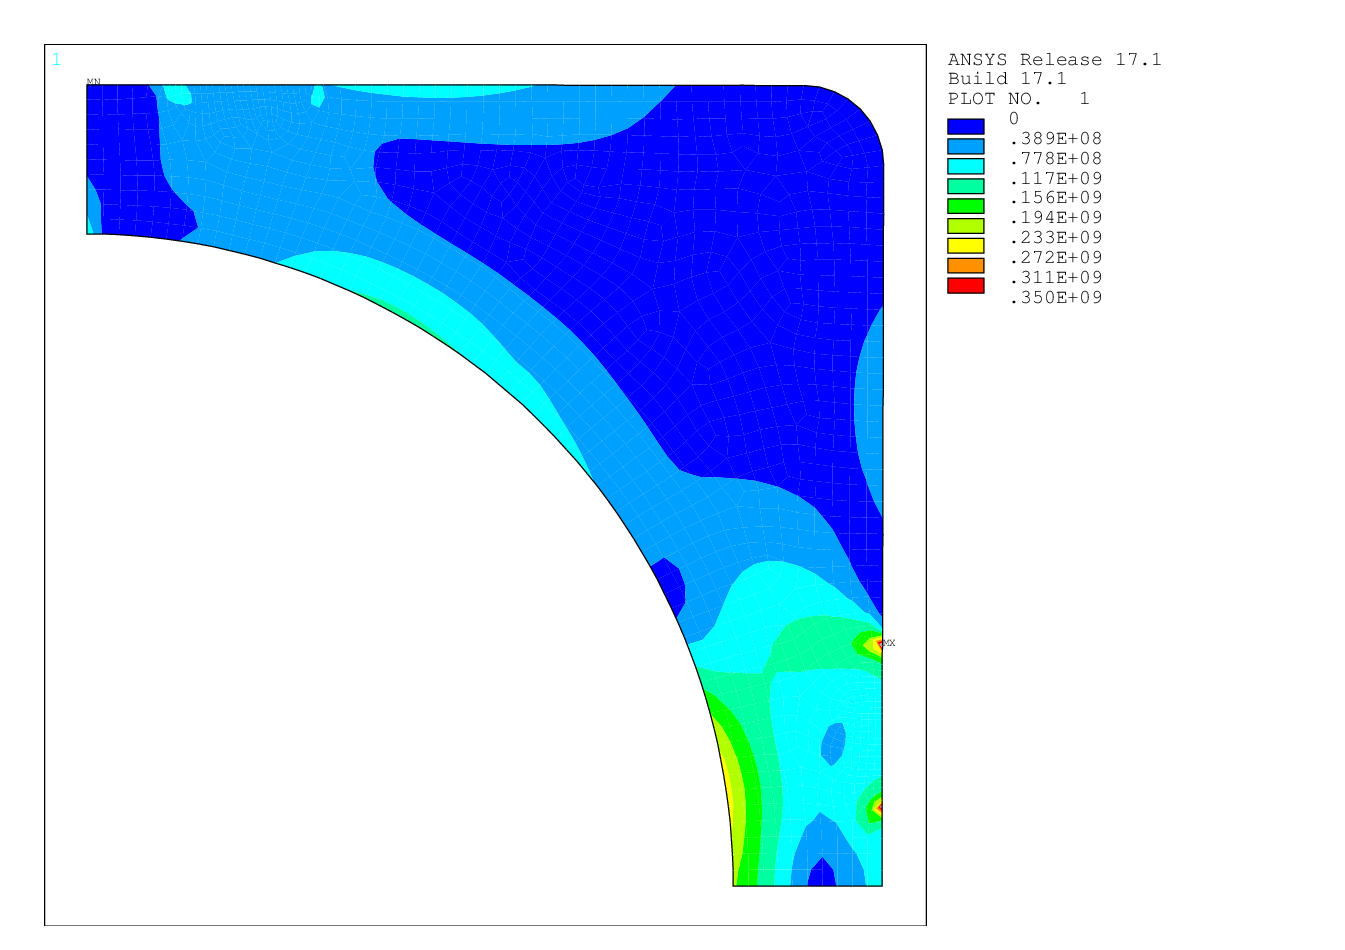 1
MN
MX
ANSYS Release 17.1
Build 17.1
PLOT NO. 1
0
.389E+08
.778E+08
.117E+09
.156E+09
.194E+09
.233E+09
.272E+09
.311E+09
.350E+09